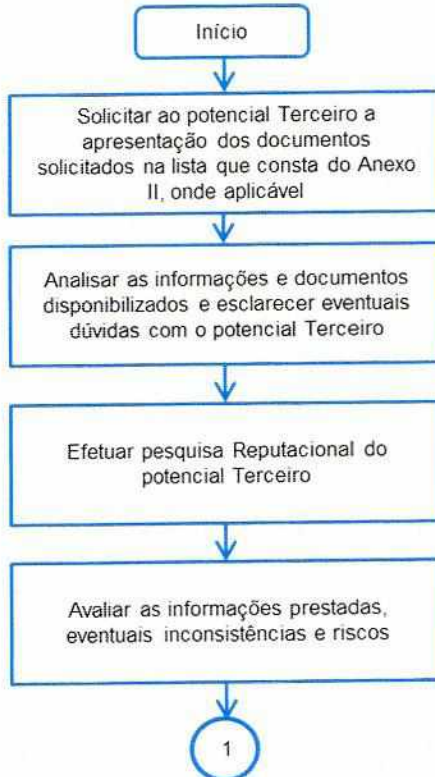 Início
Solicitar ao potencial Terceiro a
apresentação dos documentos
solicitados na lista que consta do Anexo
II, onde aplicável
Analisar as informações e documentos
disponibilizados e esclarecer eventuais
dúvidas com o potencial Terceiro
Efetuar pesquisa Reputacional do
potencial Terceiro
Avaliar as informações prestadas,
eventuais inconsistências e riscos
1